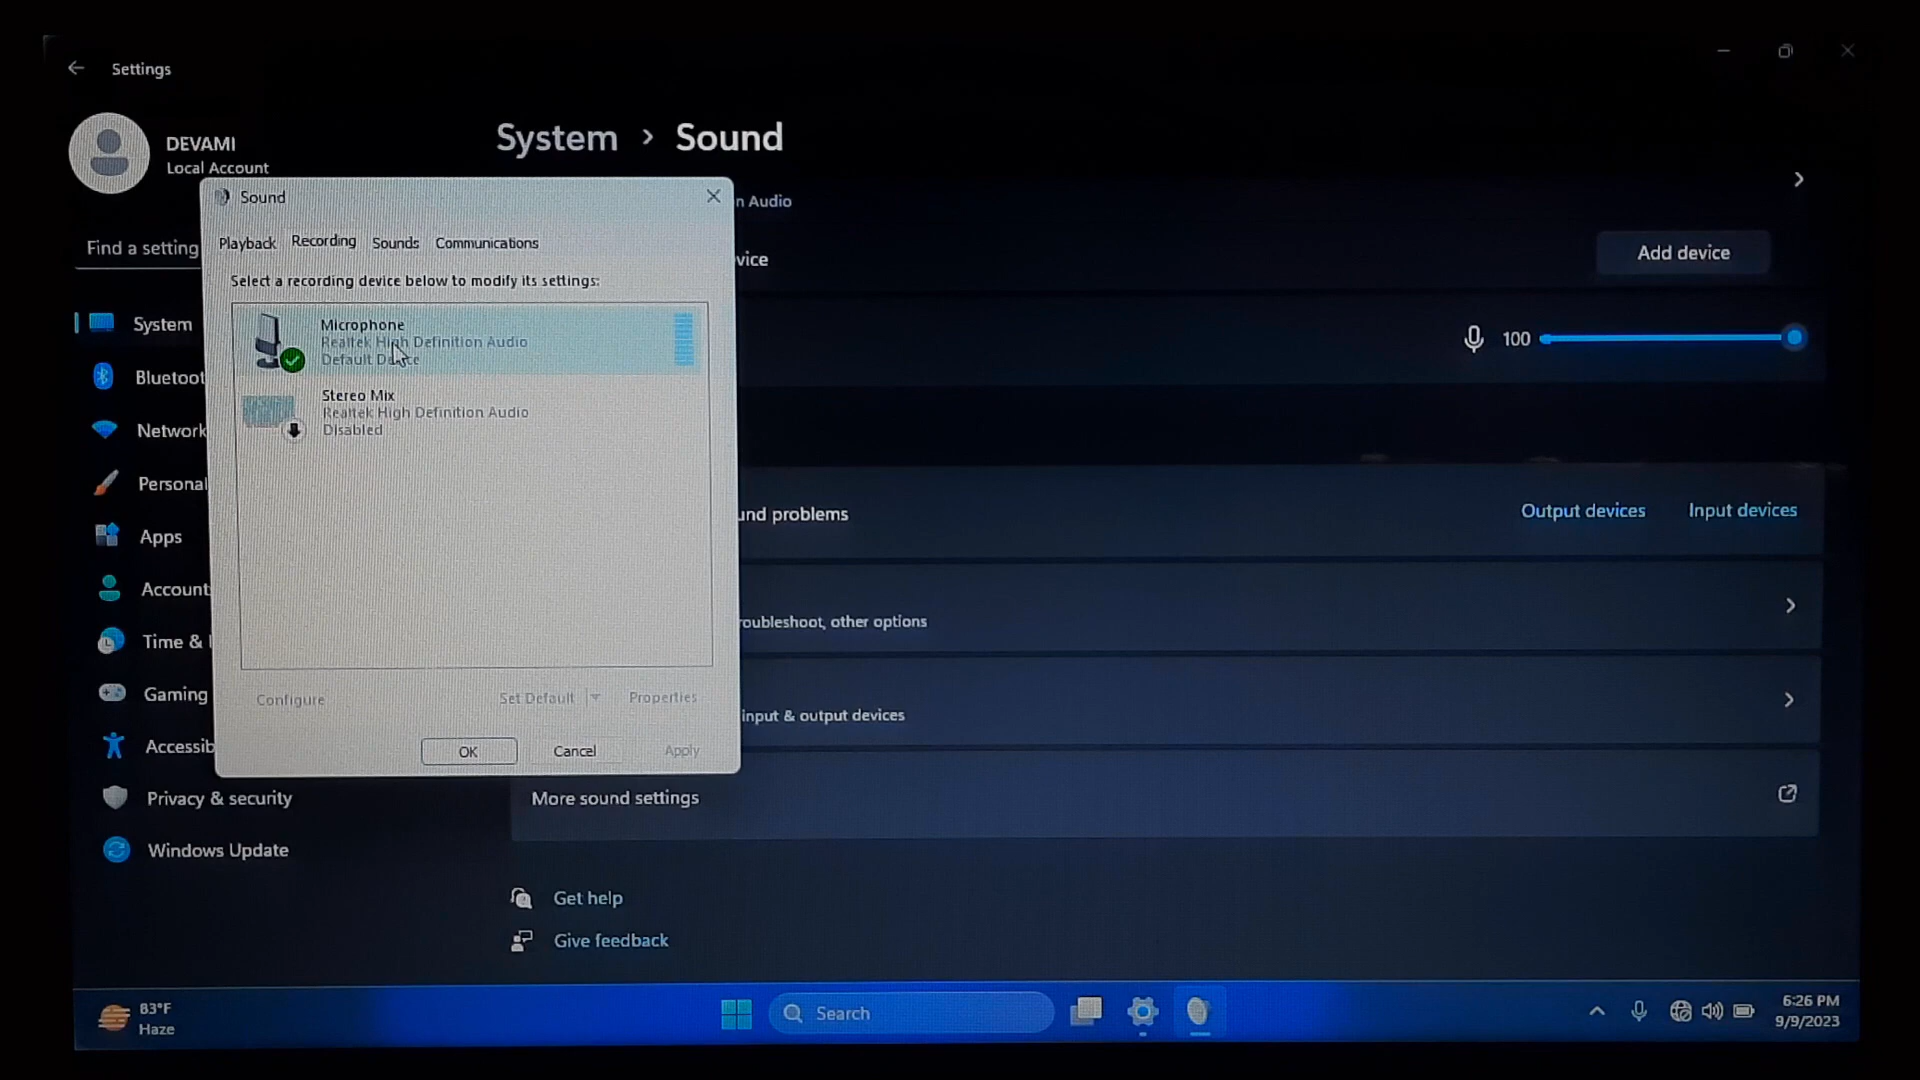 Settings
DEVAMI
Local Account
System > Sound
Find a setting
n Audio
vice
Add device
100
System
Bluetoot
Network
Personal
Apps
Account
Time &
Gaming
Accessib
Privacy & security
Windows Update
Sound
Playback Recording Sounds Communications
Select a recording device below to modify its settings:
Microphone
Realtek High Definition Audio
Default Device
Stereo Mix
Realtek High Definition Audio
Disabled
Configure Set Default Properties
OK Cancel Apply
und problems
Output devices Input devices
roubleshoot, other options
input & output devices
More sound settings
Get help
Give feedback
83°F
Haze
Search
6:26 PM
9/9/2023